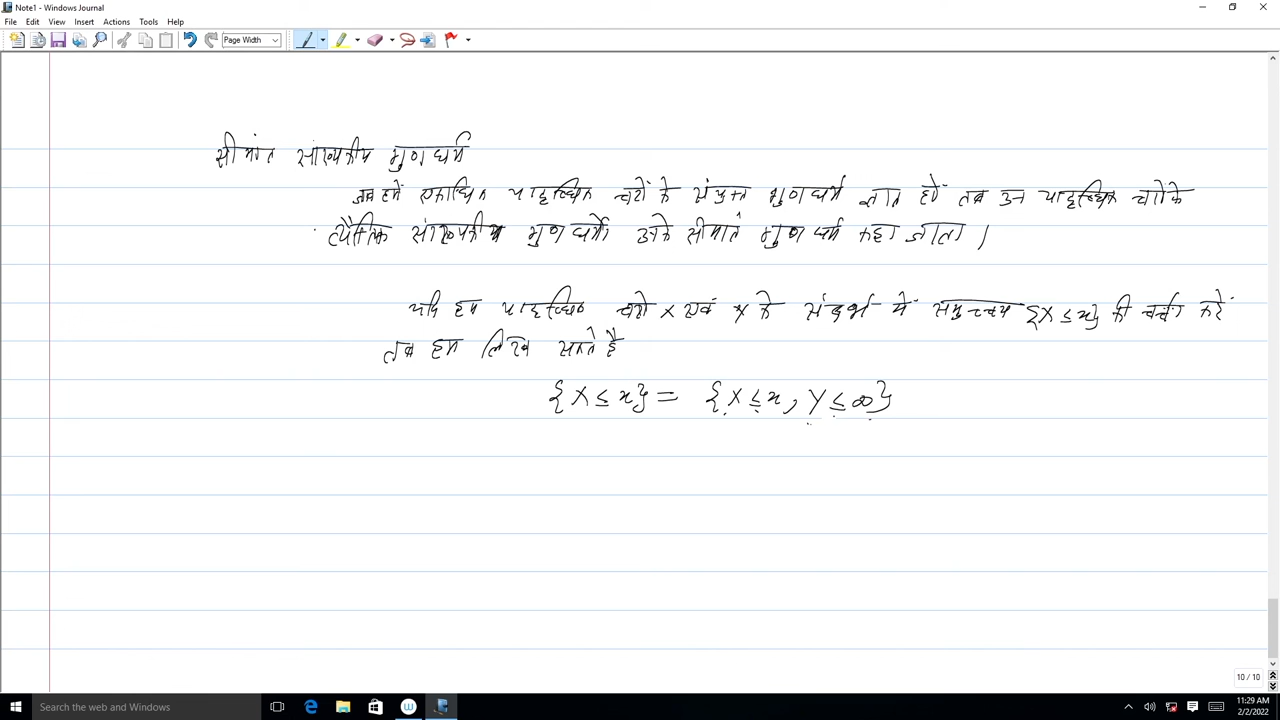 Note1 - Windows Journal
File Edit View Insert Actions Tools Help
Page Width
सीमांत सांख्यकीय गुणधर्म
जब हमें एकाधिक यादृच्छिक चरों के संयुक्त गुणधर्म ज्ञात हों तब उन यादृच्छिक चरों के
वैयक्तिक सांख्यकीय गुणधर्मों उनके सीमांत गुणधर्म कहा जाता ।
यदि हम यादृच्छिक चरों X एवं Y के संदर्भ में समुच्चय {X ≤ x} की चर्चा करें
तब हम लिख सकते हैं
{X ≤ x} = {X ≤ x, Y ≤ ∞}
10 / 10
Search the web and Windows
11:29 AM
2/2/2022